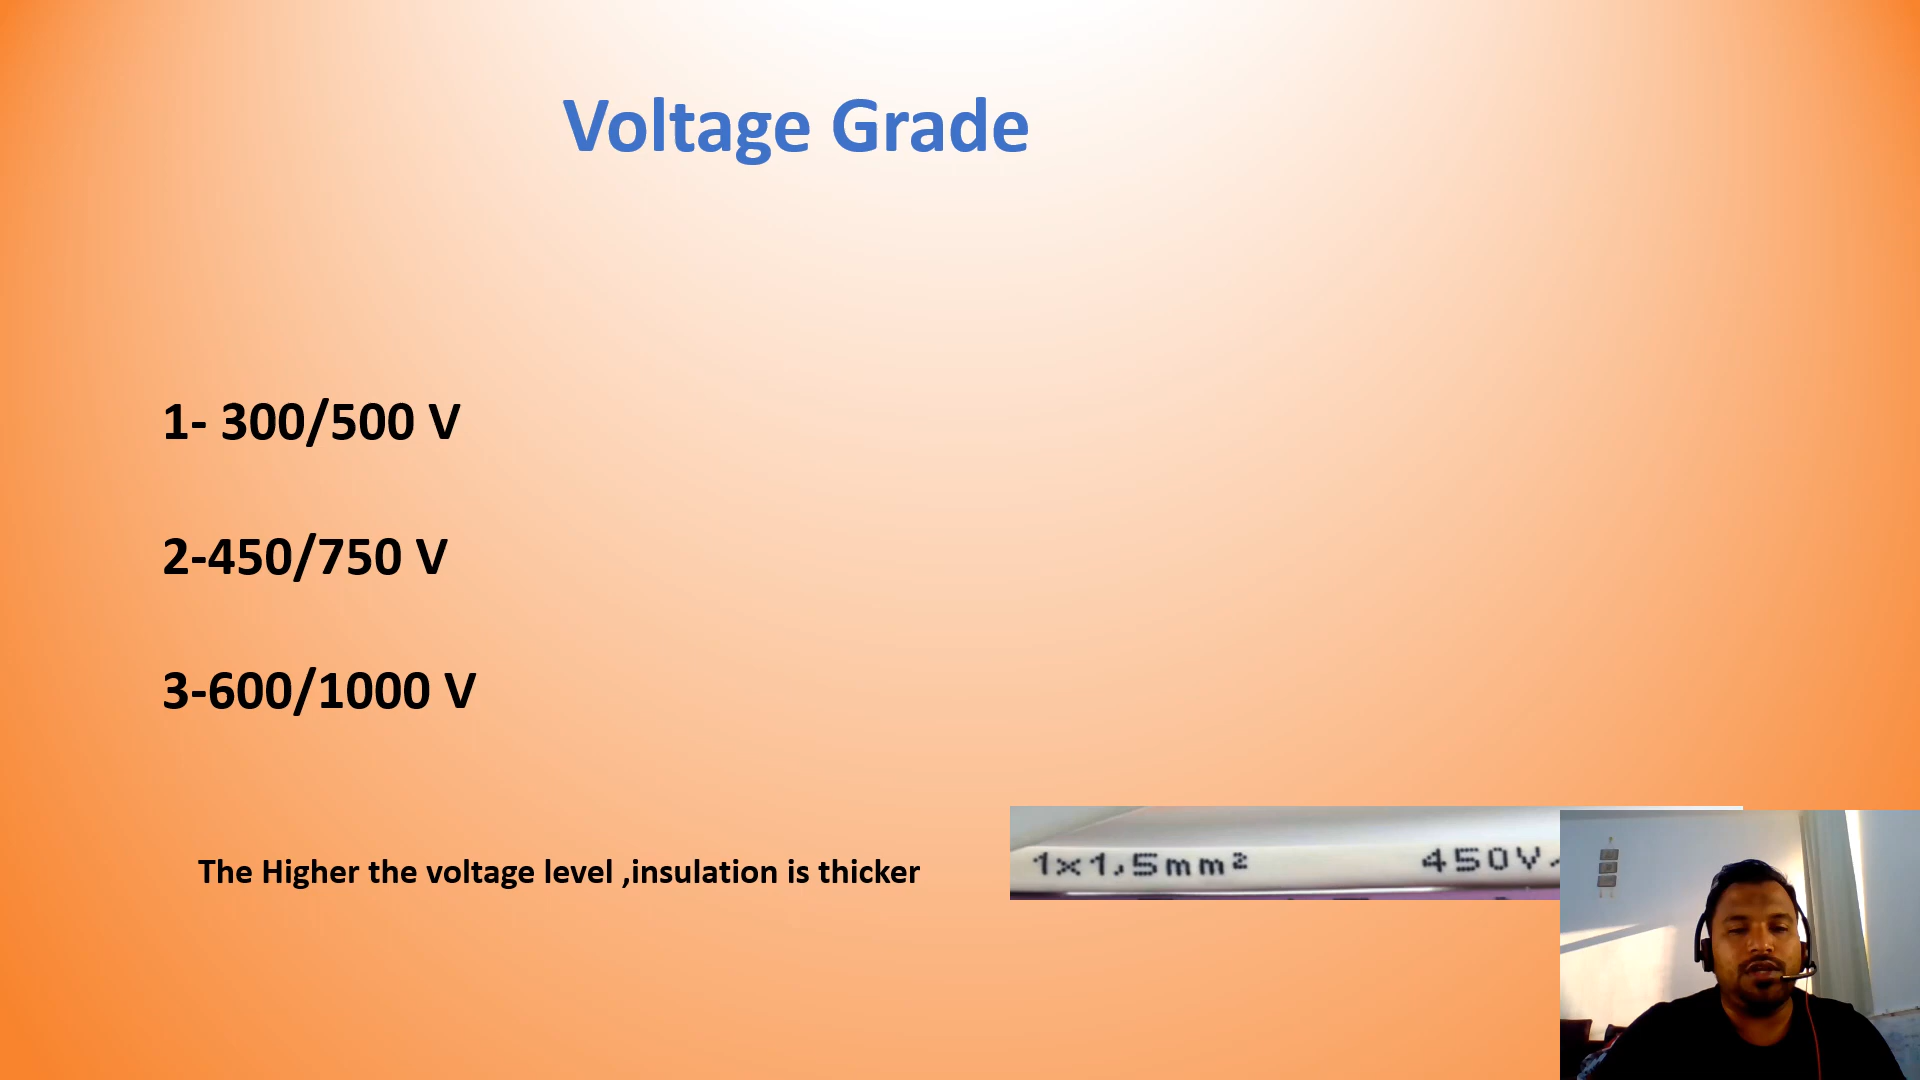 Voltage Grade
1- 300/500 V
2-450/750 V
3-600/1000 V
The Higher the voltage level ,insulation is thicker
1x1,5mm² 450V